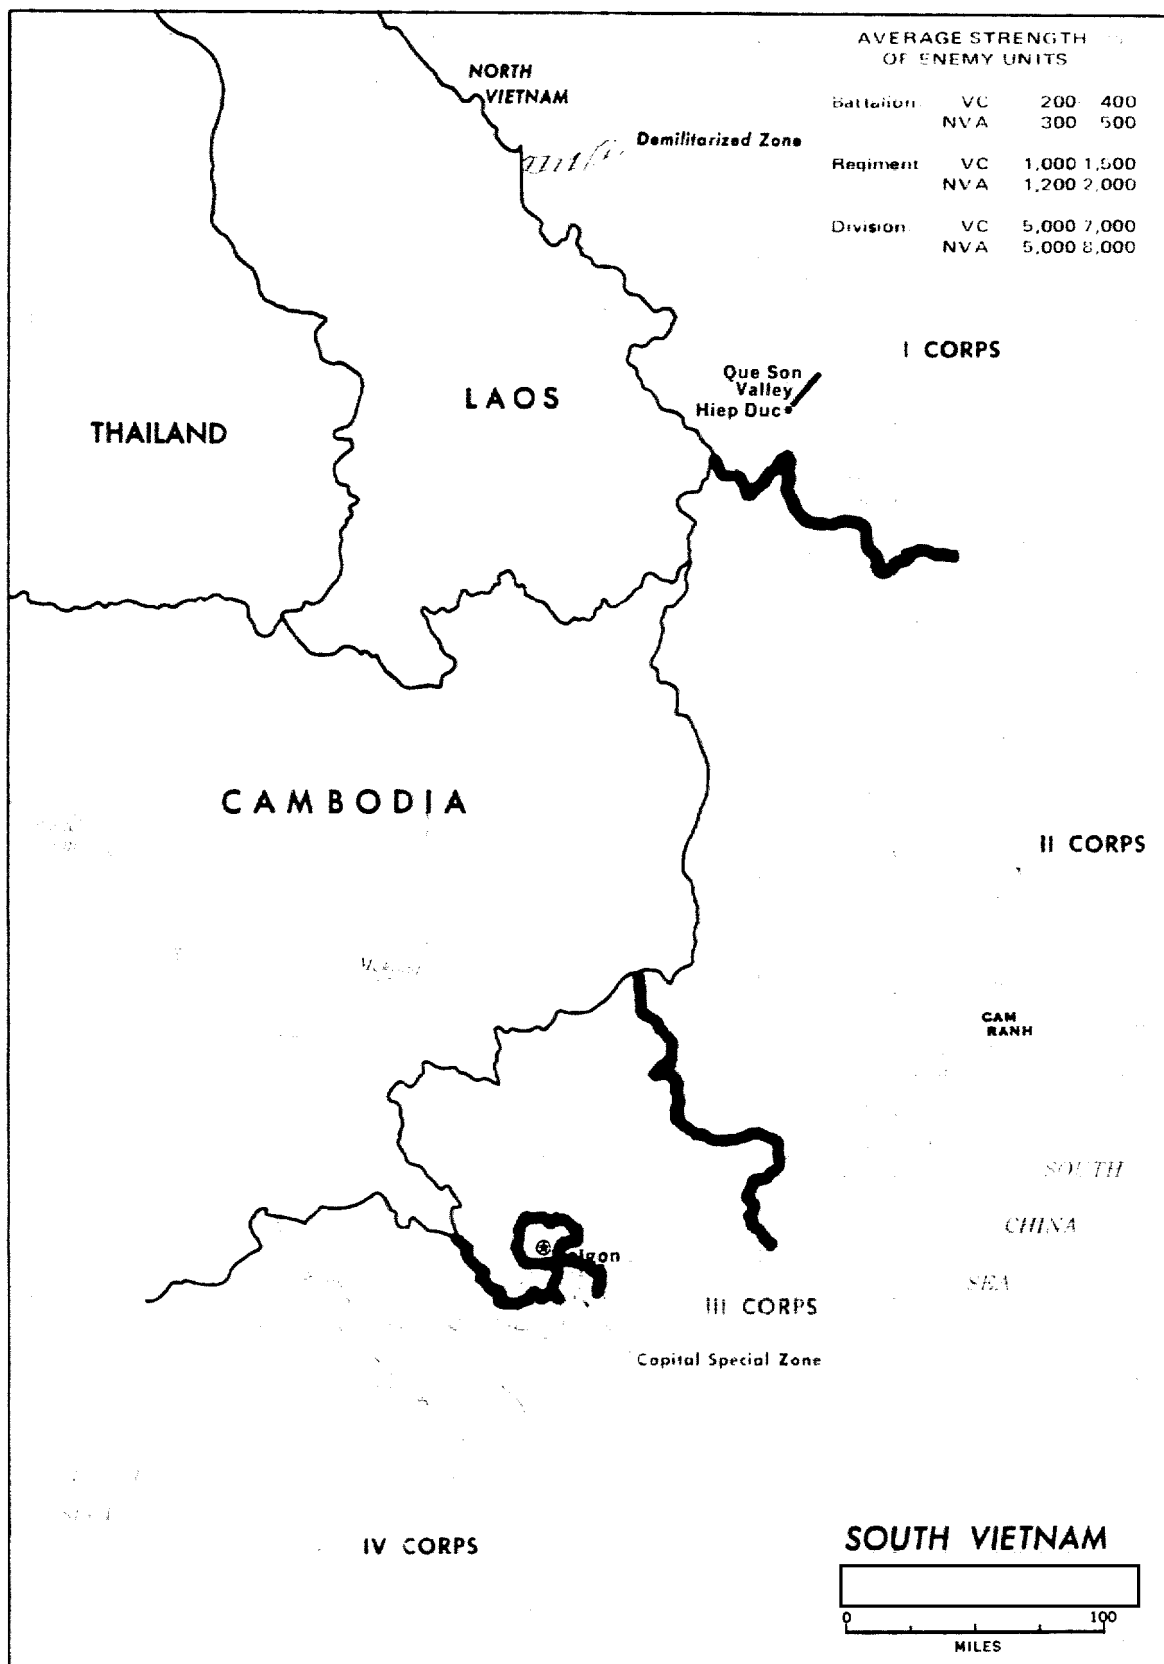 AVERAGE STRENGTH
OF ENEMY UNITS
Battalion VC 200 400
NVA 300 500
Regiment VC 1,000 1,500
NVA 1,200 2,000
Division VC 5,000 7,000
NVA 5,000 8,000
NORTH
VIETNAM
Demilitarized Zone
I CORPS
Que Son
Valley
Hiep Duc
LAOS
THAILAND
CAMBODIA
II CORPS
CAM
RANH
SOUTH
CHINA
SEA
III CORPS
Capital Special Zone
IV CORPS
SOUTH VIETNAM
0 100
MILES